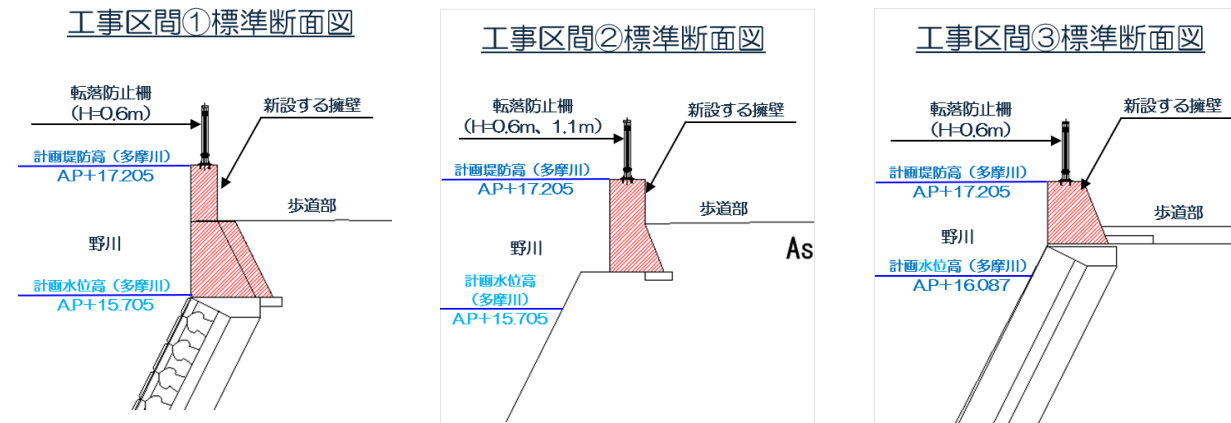 工事区間①標準断面図
転落防止柵
(H=0.6m)
新設する擁壁
計画堤防高（多摩川）
A.P+17.205
歩道部
野川
計画水位高（多摩川）
A.P+15.705
工事区間②標準断面図
転落防止柵
(H=0.6m、1.1m)
新設する擁壁
計画堤防高（多摩川）
A.P+17.205
歩道部
野川
As
計画水位高
（多摩川）
A.P+15.705
工事区間③標準断面図
転落防止柵
(H=0.6m)
新設する擁壁
計画堤防高（多摩川）
A.P+17.205
歩道部
野川
計画水位高（多摩川）
A.P+16.087